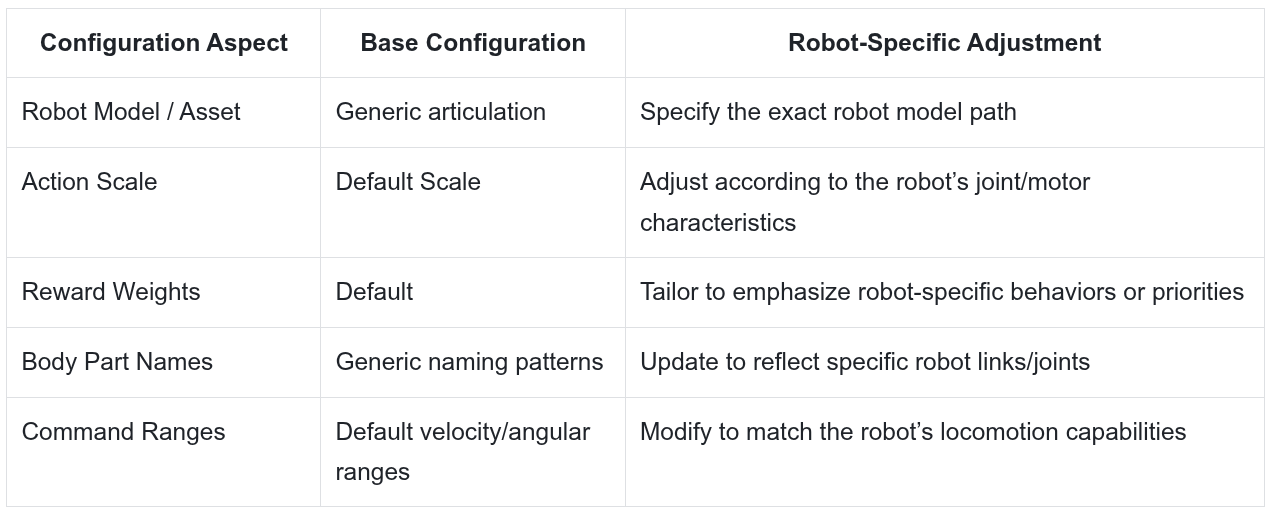 Configuration Aspect
Base Configuration
Robot-Specific Adjustment
Robot Model / Asset
Generic articulation
Specify the exact robot model path
Action Scale
Default Scale
Adjust according to the robot’s joint/motor
characteristics
Reward Weights
Default
Tailor to emphasize robot-specific behaviors or priorities
Body Part Names
Generic naming patterns
Update to reflect specific robot links/joints
Command Ranges
Default velocity/angular
ranges
Modify to match the robot’s locomotion capabilities